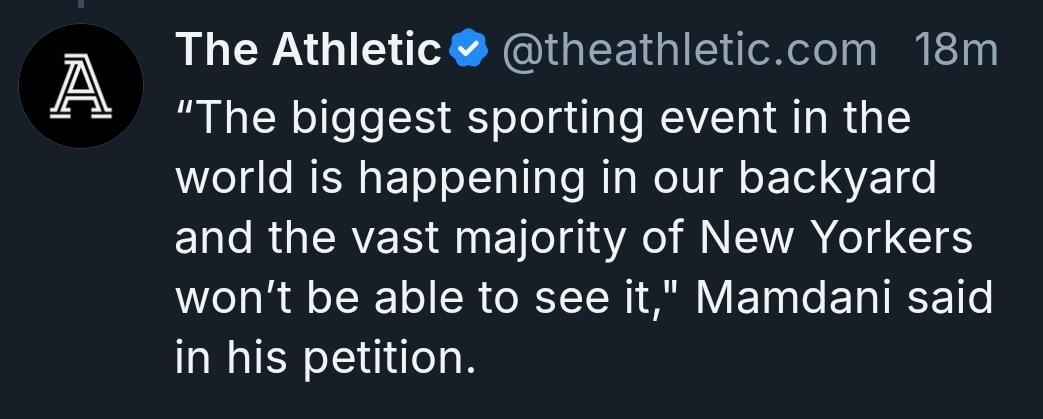 The Athletic @theathletic.com 18m
“The biggest sporting event in the
world is happening in our backyard
and the vast majority of New Yorkers
won’t be able to see it," Mamdani said
in his petition.